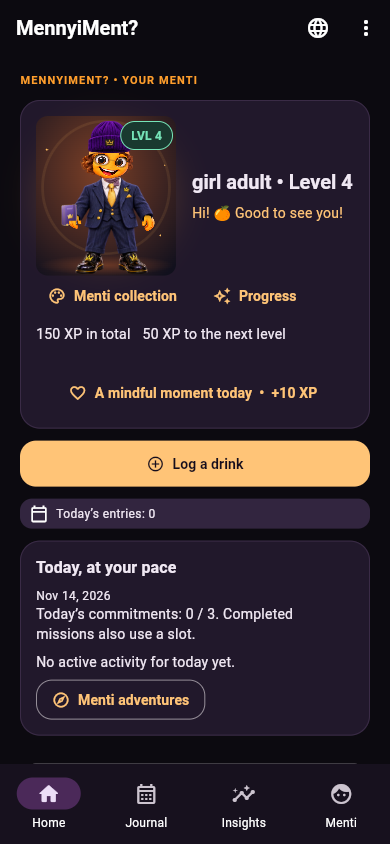 MennyiMent?
MENNYIMENT? • YOUR MENTI
LVL 4
girl adult • Level 4
Hi! 🍊 Good to see you!
Menti collection
Progress
150 XP in total 50 XP to the next level
A mindful moment today • +10 XP
Log a drink
Today’s entries: 0
Today, at your pace
Nov 14, 2026
Today’s commitments: 0 / 3. Completed
missions also use a slot.
No active activity for today yet.
Menti adventures
Home
Journal
Insights
Menti